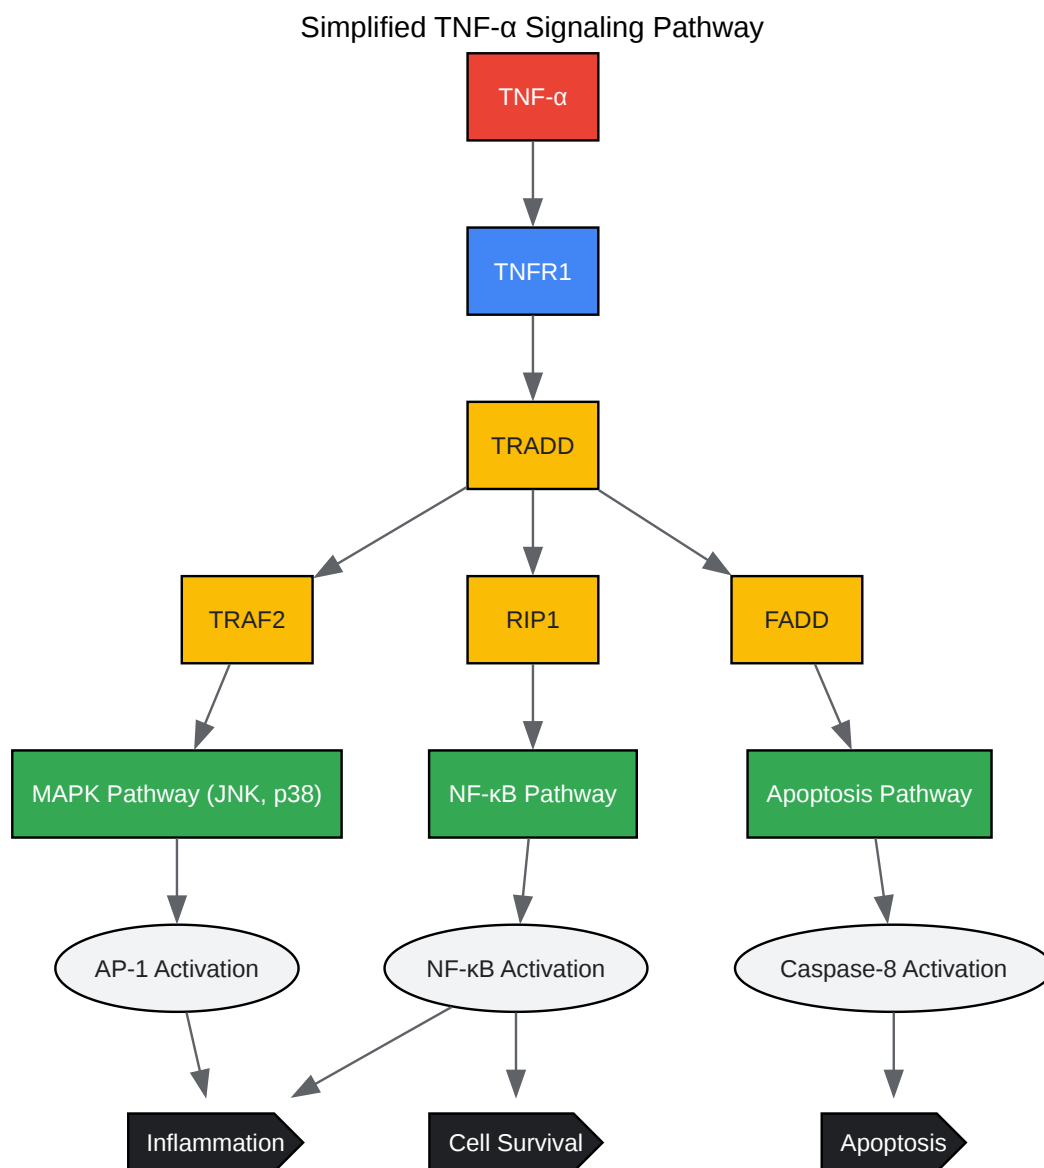 Simplified TNF-α Signaling Pathway
TNF-α
TNFR1
TRADD
TRAF2
RIP1
FADD
MAPK Pathway (JNK, p38)
NF-κB Pathway
Apoptosis Pathway
AP-1 Activation
NF-κB Activation
Caspase-8 Activation
Inflammation
Cell Survival
Apoptosis